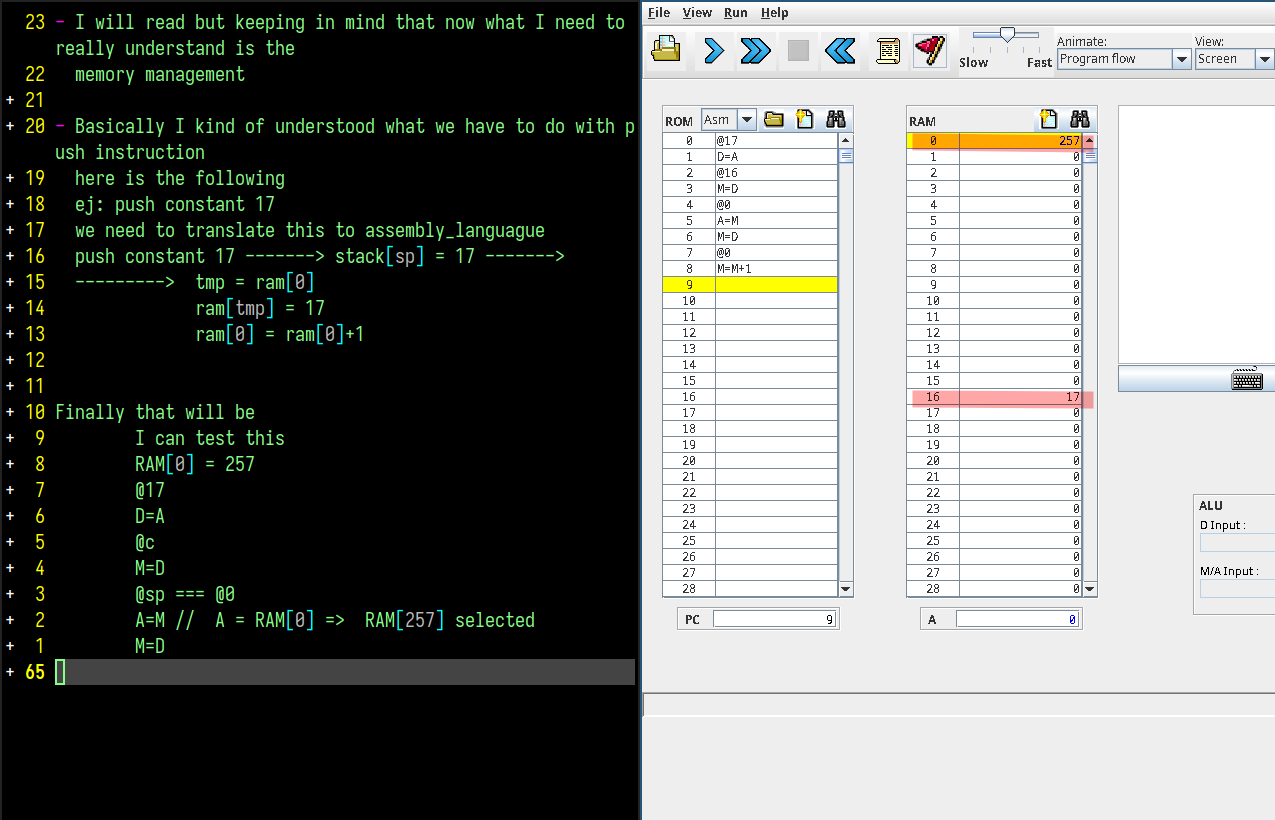 23 - I will read but keeping in mind that now what I need to
really understand is the
22 memory management
+ 21
+ 20 - Basically I kind of understood what we have to do with p
ush instruction
+ 19 here is the following
+ 18 ej: push constant 17
+ 17 we need to translate this to assembly_languague
+ 16 push constant 17 -------> stack[sp] = 17 ------->
+ 15 ---------> tmp = ram[0]
+ 14 ram[tmp] = 17
+ 13 ram[0] = ram[0]+1
+ 12
+ 11
+ 10 Finally that will be
+ 9 I can test this
+ 8 RAM[0] = 257
+ 7 @17
+ 6 D=A
+ 5 @c
+ 4 M=D
+ 3 @sp === @0
+ 2 A=M // A = RAM[0] => RAM[257] selected
+ 1 M=D
+ 65
File View Run Help
Slow Fast
Animate:
Program flow
View:
Screen
ROM Asm
0 @17
1 D=A
2 @16
3 M=D
4 @0
5 A=M
6 M=D
7 @0
8 M=M+1
9
10
11
12
13
14
15
16
17
18
19
20
21
22
23
24
25
26
27
28
PC 9
RAM
0 257
1 0
2 0
3 0
4 0
5 0
6 0
7 0
8 0
9 0
10 0
11 0
12 0
13 0
14 0
15 0
16 17
17 0
18 0
19 0
20 0
21 0
22 0
23 0
24 0
25 0
26 0
27 0
28 0
A 0
ALU
D Input :
M/A Input :